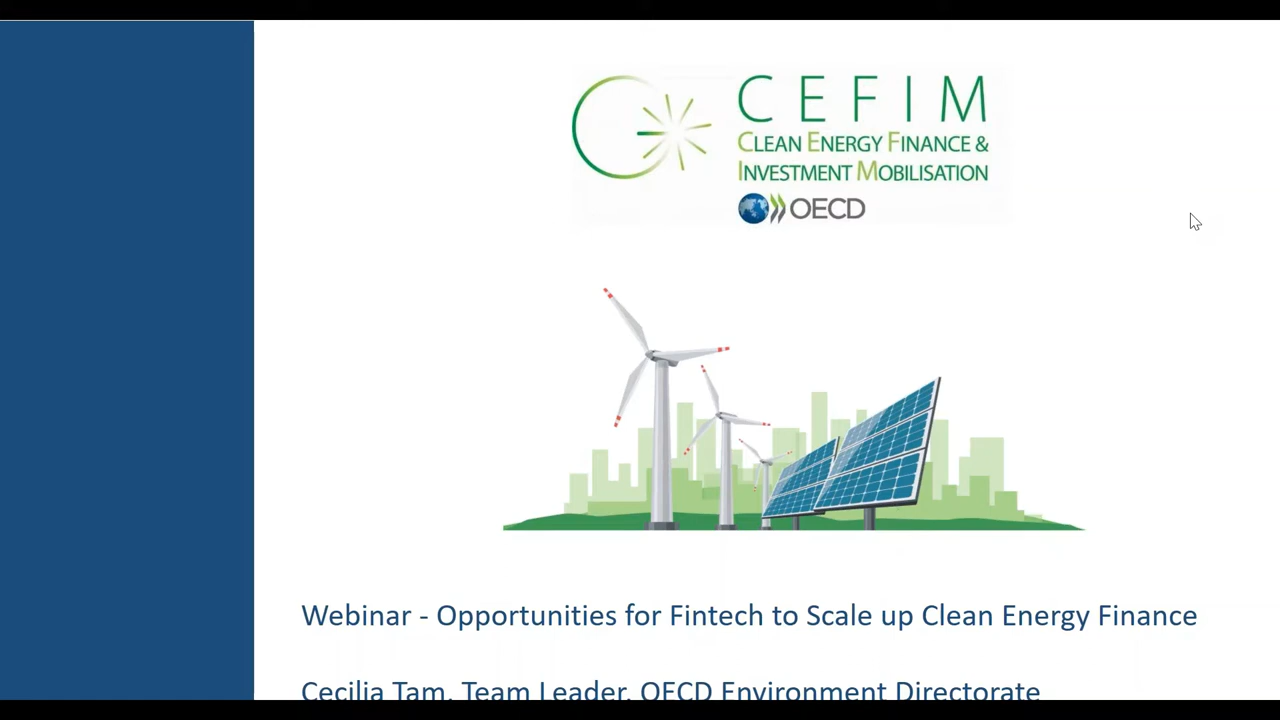 CEFIM
CLEAN ENERGY FINANCE &
INVESTMENT MOBILISATION
OECD
Webinar - Opportunities for Fintech to Scale up Clean Energy Finance
Cecilia Tam, Team Leader, OECD Environment Directorate